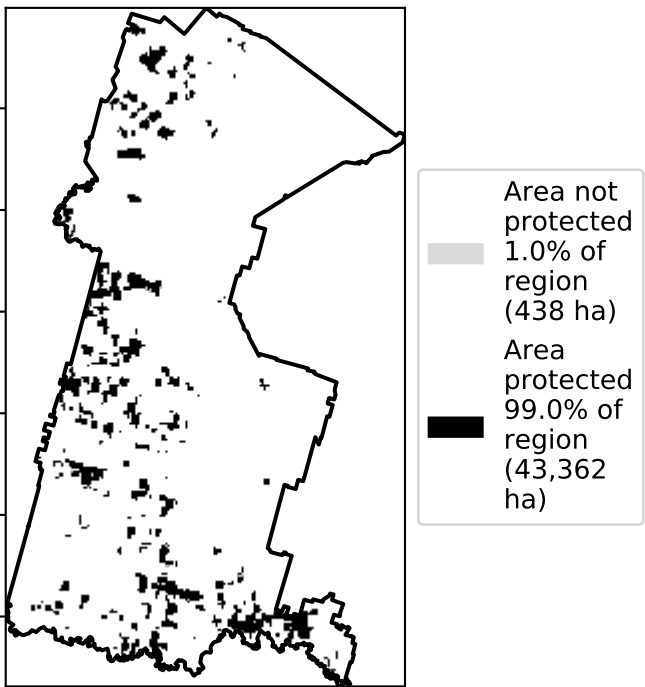 Area not
protected
1.0% of
region
(438 ha)
Area
protected
99.0% of
region
(43,362
ha)